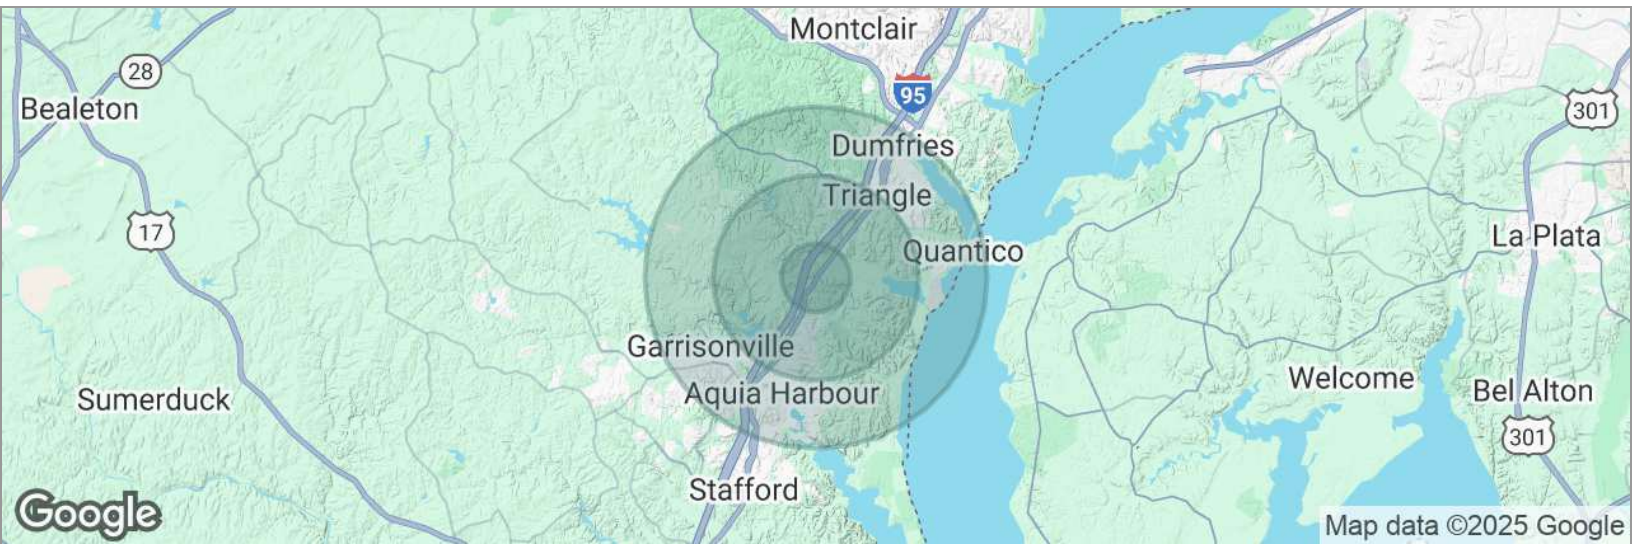 Montclair
28
95
Bealeton
301
Dumfries
Triangle
17
La Plata
Quantico
Garrisonville
Welcome
Aquia Harbour
Bel Alton
Sumerduck
301
Stafford
Google
Map data ©2025 Google